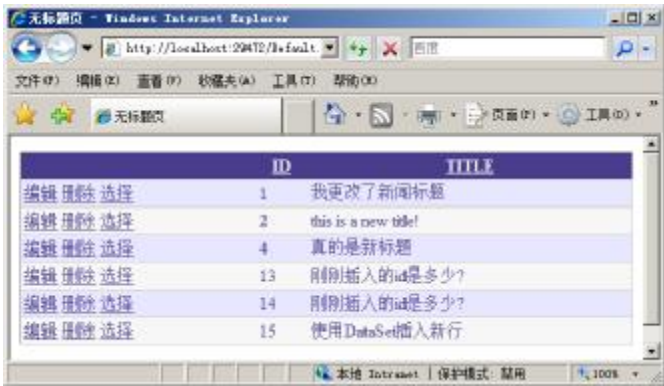 无标题页 - Windows Internet Explorer
http://localhost:29472/Default. 百度
文件(F) 编辑(E) 查看(V) 收藏夹(A) 工具(T) 帮助(H)
无标题页 页面(P) 工具(O) »
ID TITLE
编辑 删除 选择 1 我更改了新闻标题
编辑 删除 选择 2 this is a new title!
编辑 删除 选择 4 真的是新标题
编辑 删除 选择 13 刚刚插入的id是多少?
编辑 删除 选择 14 刚刚插入的id是多少?
编辑 删除 选择 15 使用DataSet插入新行
本地 Intranet | 保护模式: 禁用 100%